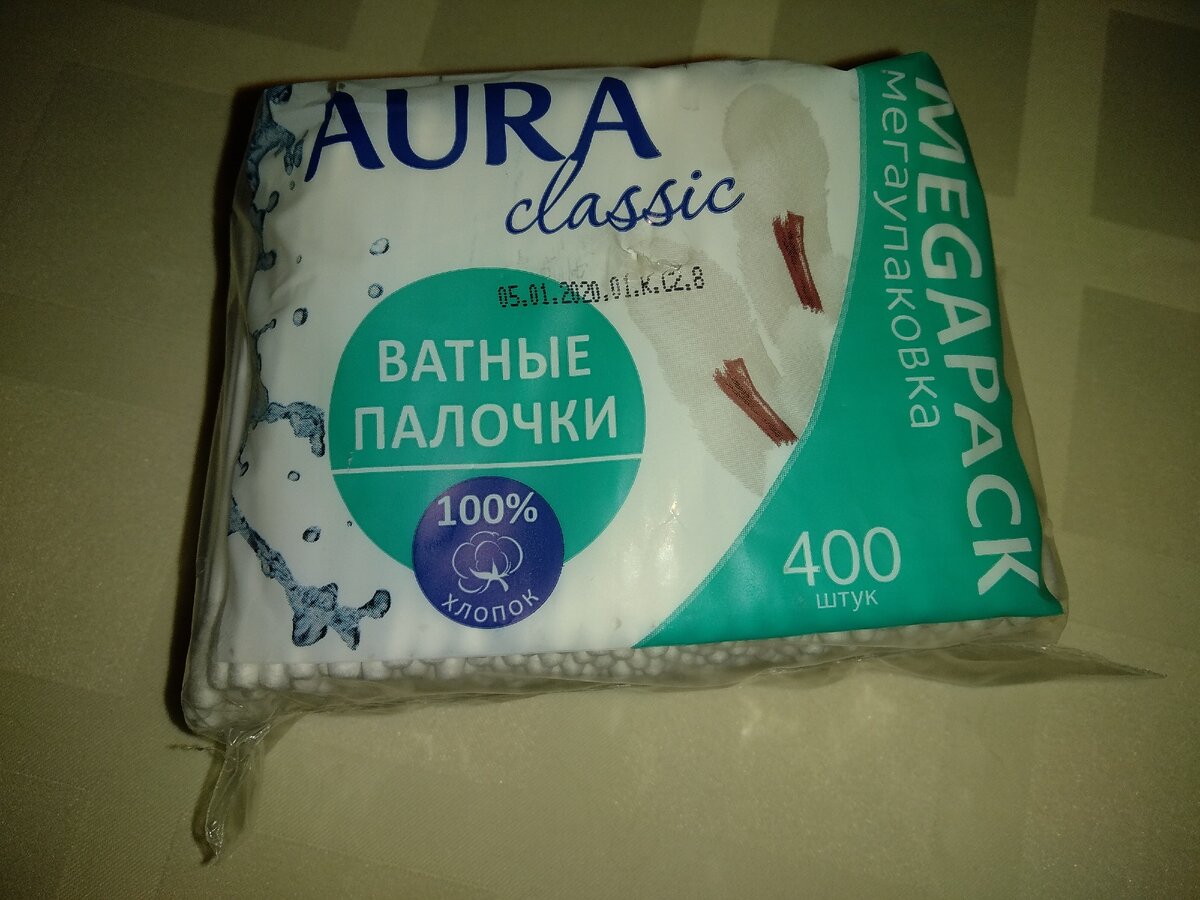 AURA
classic
05.01.2020.01.K.C2.8
ВАТНЫЕ
ПАЛОЧКИ
100%
ХЛОПОК
400
штук
MEGAPACK
мегаупаковка